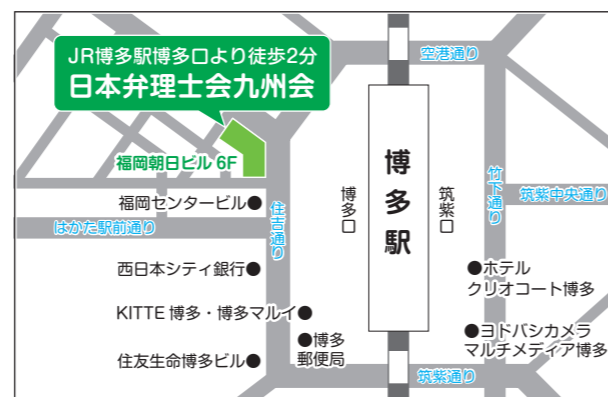 JR博多駅博多口より徒歩2分
日本弁理士会九州会
福岡朝日ビル 6F
福岡センタービル●
はかた駅前通り
住吉通り
西日本シティ銀行●
KITTE 博多・博多マルイ●
●博多
郵便局
住友生命博多ビル●
博多口
博多駅
筑紫口
空港通り
竹下通り
筑紫中央通り
●ホテル
クリオコート博多
●ヨドバシカメラ
マルチメディア博多
筑紫通り